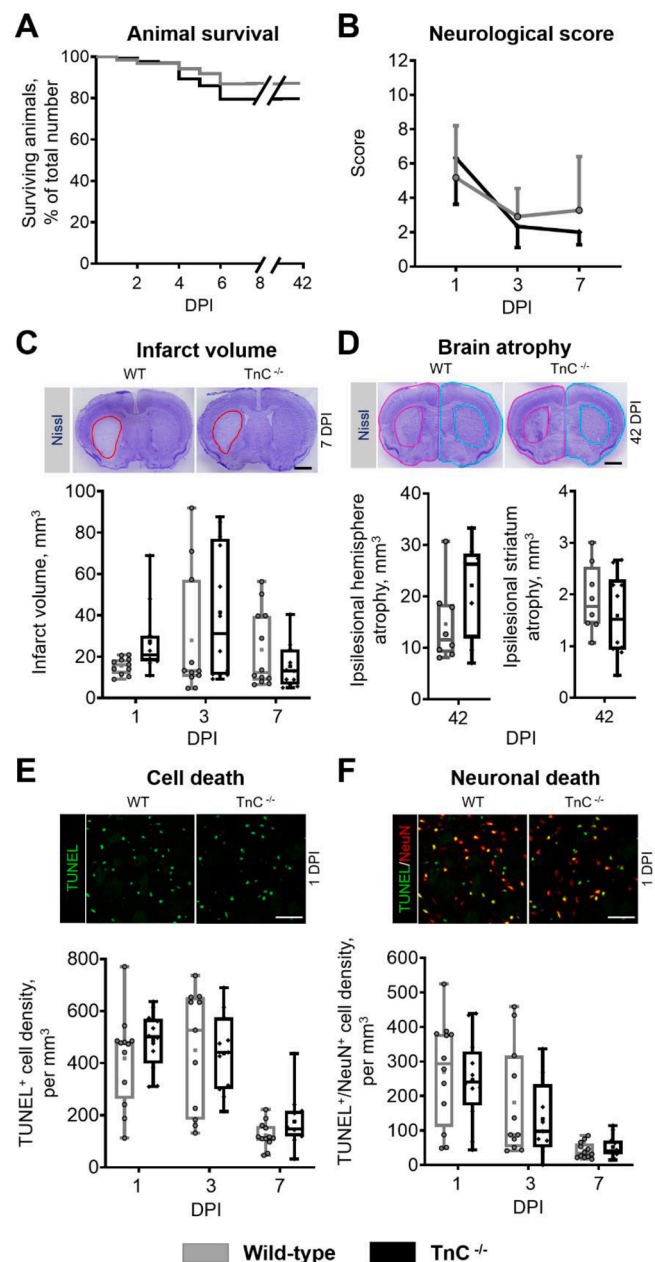 A Animal survival
Surviving animals,
% of total number
100
80
60
40
20
0
2 4 6 8 42
DPI
B Neurological score
Score
12
10
8
6
4
2
0
1 3 7
DPI
C Infarct volume
WT TnC -/-
Nissl
7 DPI
Infarct volume, mm3
100
80
60
40
20
0
1 3 7
DPI
D Brain atrophy
WT TnC -/-
Nissl
42 DPI
Ipsilesional hemisphere
atrophy, mm3
40
30
20
10
0
42
Ipsilesional striatum
atrophy, mm3
4
3
2
1
0
42
DPI
E Cell death
WT TnC -/-
TUNEL
1 DPI
TUNEL+ cell density,
per mm3
800
600
400
200
0
1 3 7
DPI
F Neuronal death
WT TnC -/-
TUNEL/NeuN
1 DPI
TUNEL+/NeuN+ cell density,
per mm3
600
500
400
300
200
100
0
1 3 7
DPI
Wild-type TnC -/-